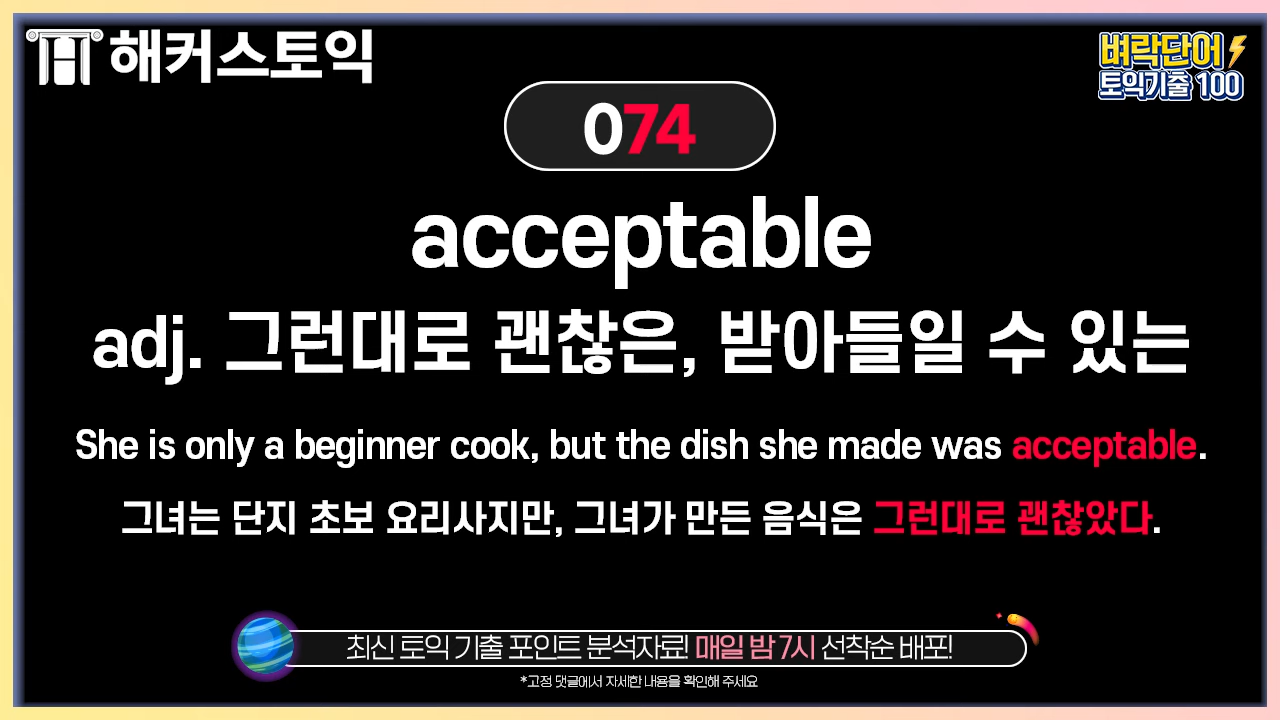 해커스토익
벼락단어
토익기출 100
074
acceptable
adj. 그런대로 괜찮은, 받아들일 수 있는
She is only a beginner cook, but the dish she made was acceptable.
그녀는 단지 초보 요리사지만, 그녀가 만든 음식은 그런대로 괜찮았다.
최신 토익 기출 포인트 분석자료! 매일 밤 7시 선착순 배포!
*고정 댓글에서 자세한 내용을 확인해 주세요